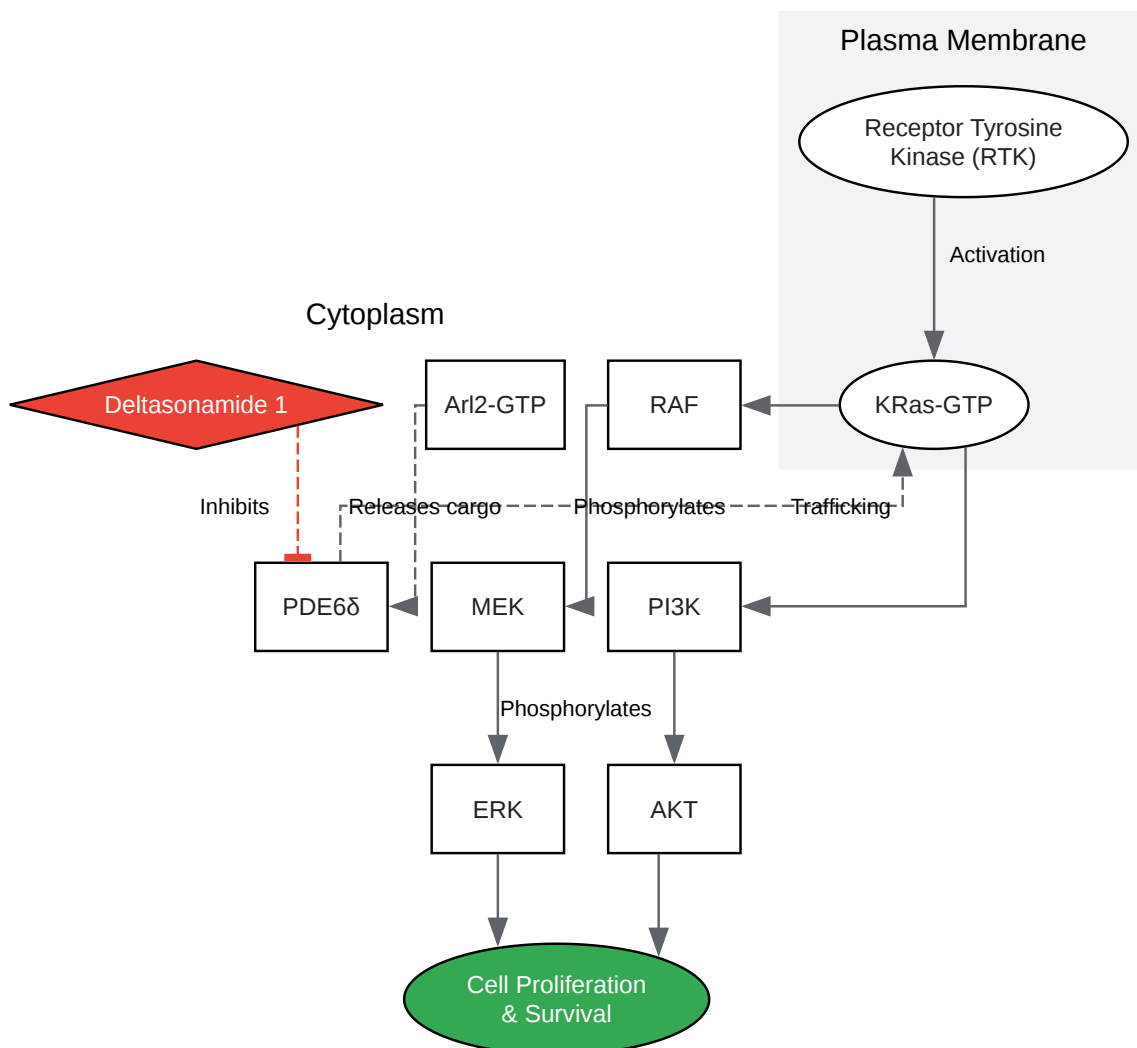 Plasma Membrane
Receptor Tyrosine
Kinase (RTK)
Activation
Cytoplasm
Deltasonamide 1
Arl2-GTP
RAF
KRas-GTP
Inhibits
Releases cargo
Phosphorylates
Trafficking
PDE6δ
MEK
PI3K
Phosphorylates
ERK
AKT
Cell Proliferation
& Survival